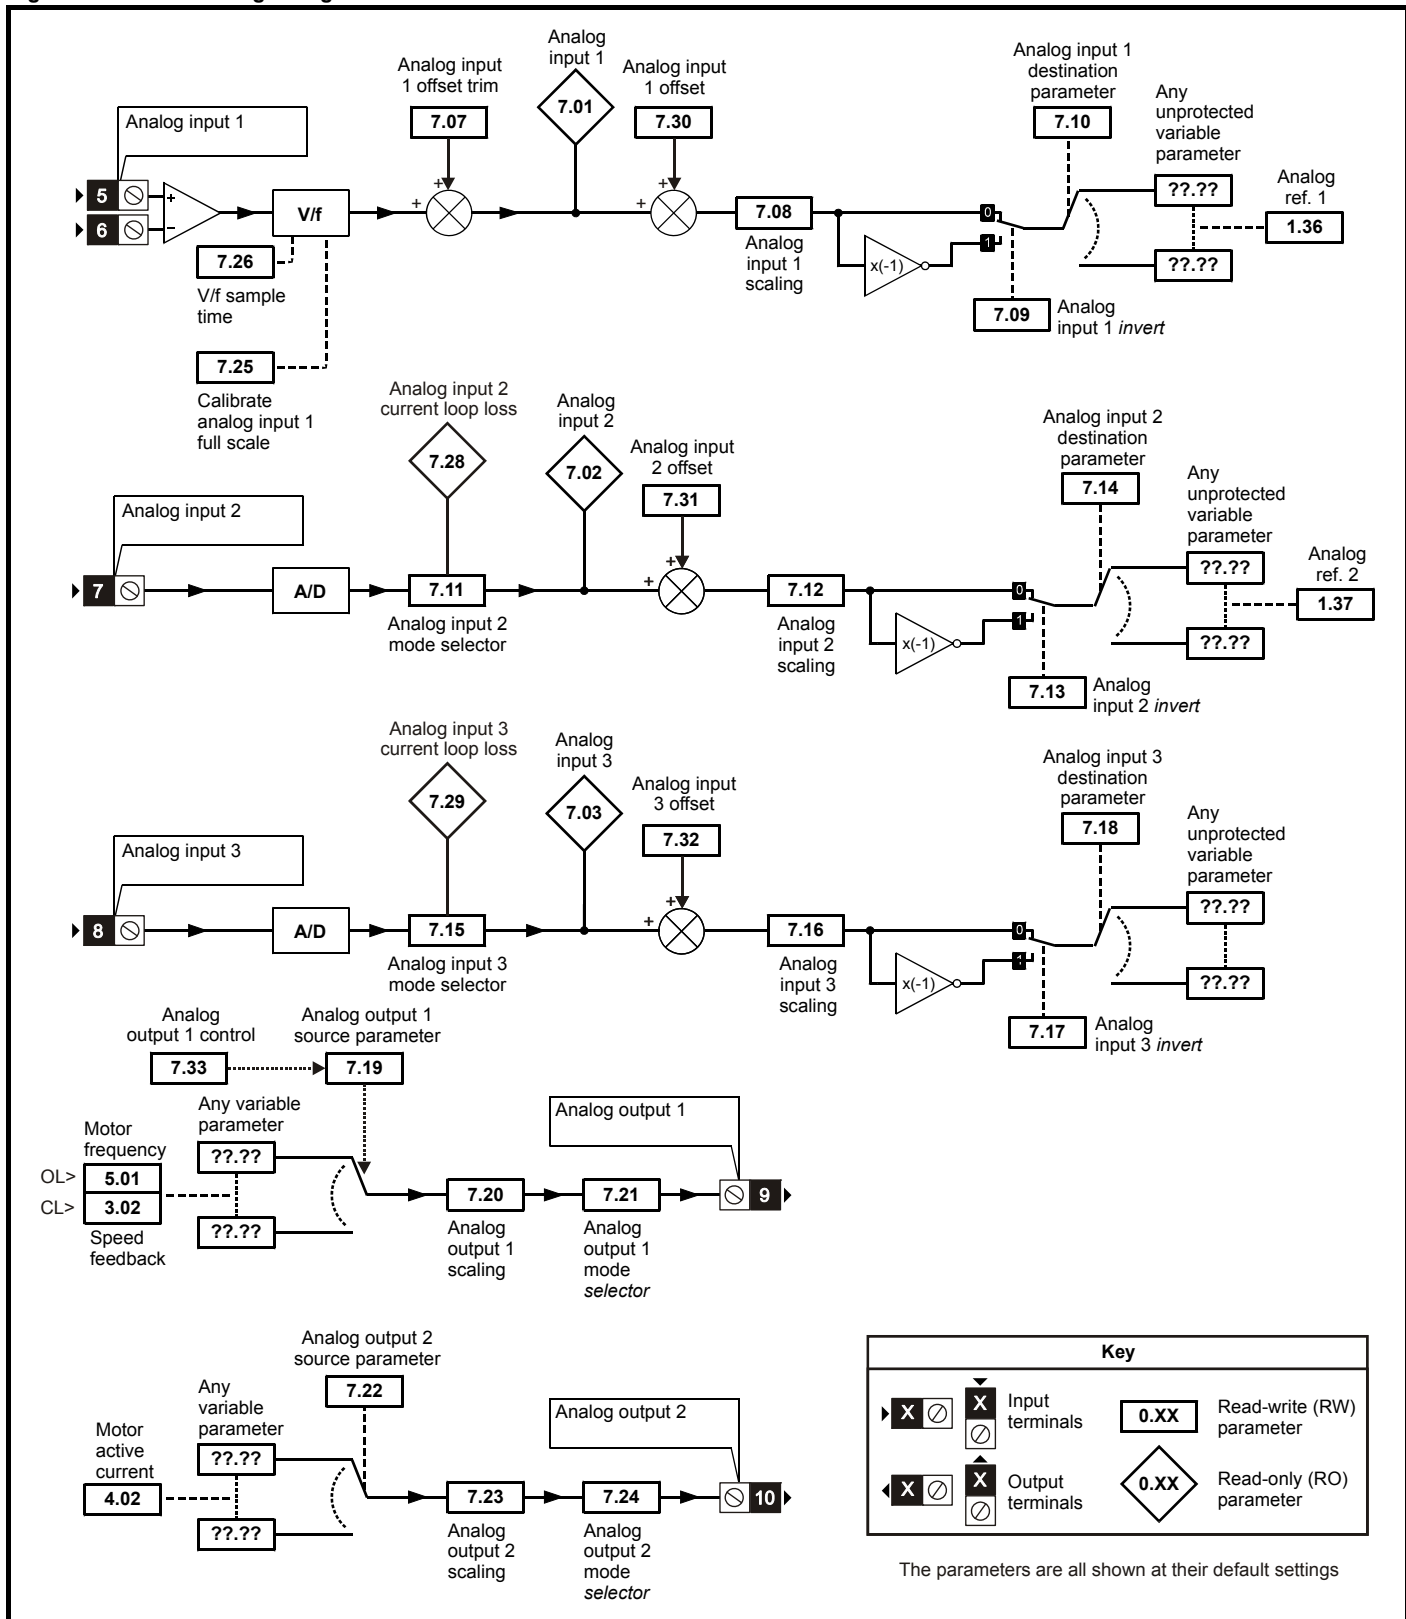 Analog input 1
5
6
+
−
V/f
7.26
V/f sample
time
7.25
Calibrate
analog input 1
full scale
Analog input
1 offset trim
7.07
+
+
Analog
input 1
7.01
Analog input
1 offset
7.30
+
+
7.08
Analog
input 1
scaling
x(-1)
0
1
7.09
Analog
input 1 invert
Analog input 1
destination
parameter
7.10
Any
unprotected
variable
parameter
??.??
??.??
Analog
ref. 1
1.36
Analog input 2
7
A/D
Analog input 2
current loop loss
7.28
7.11
Analog input 2
mode selector
Analog
input 2
7.02
Analog input
2 offset
7.31
+
+
7.12
Analog
input 2
scaling
x(-1)
0
1
7.13
Analog
input 2 invert
Analog input 2
destination
parameter
7.14
Any
unprotected
variable
parameter
??.??
??.??
Analog
ref. 2
1.37
Analog input 3
8
A/D
Analog input 3
current loop loss
7.29
7.15
Analog input 3
mode selector
Analog
input 3
7.03
Analog input
3 offset
7.32
+
+
7.16
Analog
input 3
scaling
x(-1)
0
1
7.17
Analog
input 3 invert
Analog input 3
destination
parameter
7.18
Any
unprotected
variable
parameter
??.??
??.??
Analog
output 1 control
7.33
Analog output 1
source parameter
7.19
Any variable
parameter
??.??
??.??
Motor
frequency
OL>
5.01
CL>
3.02
Speed
feedback
7.20
Analog
output 1
scaling
7.21
Analog
output 1
mode
selector
Analog output 1
9
Analog output 2
source parameter
7.22
Any
variable
parameter
??.??
??.??
Motor
active
current
4.02
7.23
Analog
output 2
scaling
7.24
Analog
output 2
mode
selector
Analog output 2
10
Key
X
X
Input
terminals
0.XX
Read-write (RW)
parameter
X
X
Output
terminals
0.XX
Read-only (RO)
parameter
The parameters are all shown at their default settings